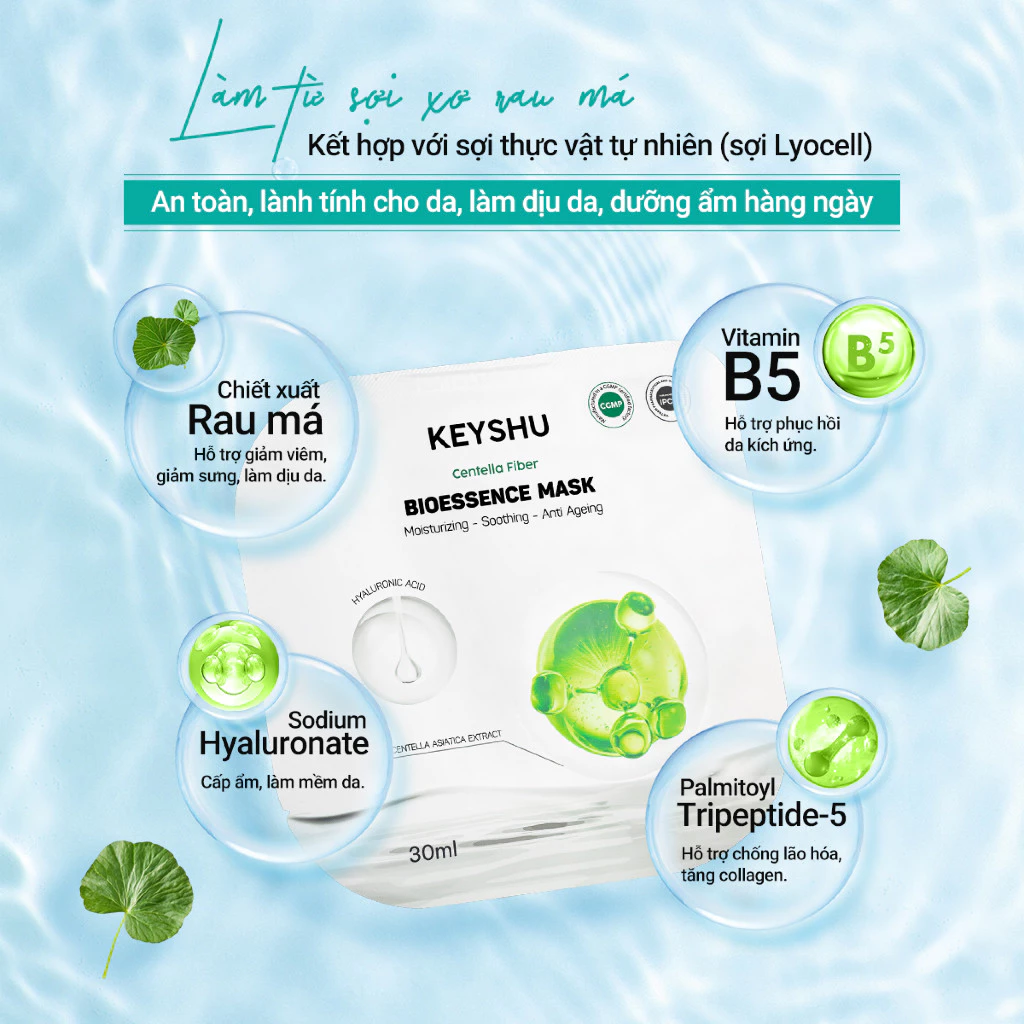 Làm từ sợi xơ rau má
Kết hợp với sợi thực vật tự nhiên (sợi Lyocell)
An toàn, lành tính cho da, làm dịu da, dưỡng ẩm hàng ngày
Chiết xuất
Rau má
Hỗ trợ giảm viêm,
giảm sưng, làm dịu da.
Vitamin
B5
Hỗ trợ phục hồi
da kích ứng.
B5
KEYSHU
Centella Fiber
BIOESSENCE MASK
Moisturizing - Soothing - Anti Ageing
CGMP
IPC
HYALURONIC ACID
CENTELLA ASIATICA EXTRACT
30ml
Sodium
Hyaluronate
Cấp ẩm, làm mềm da.
Palmitoyl
Tripeptide-5
Hỗ trợ chống lão hóa,
tăng collagen.